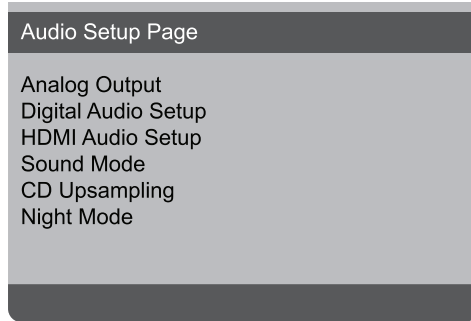 Audio Setup Page
Analog Output
Digital Audio Setup
HDMI Audio Setup
Sound Mode
CD Upsampling
Night Mode